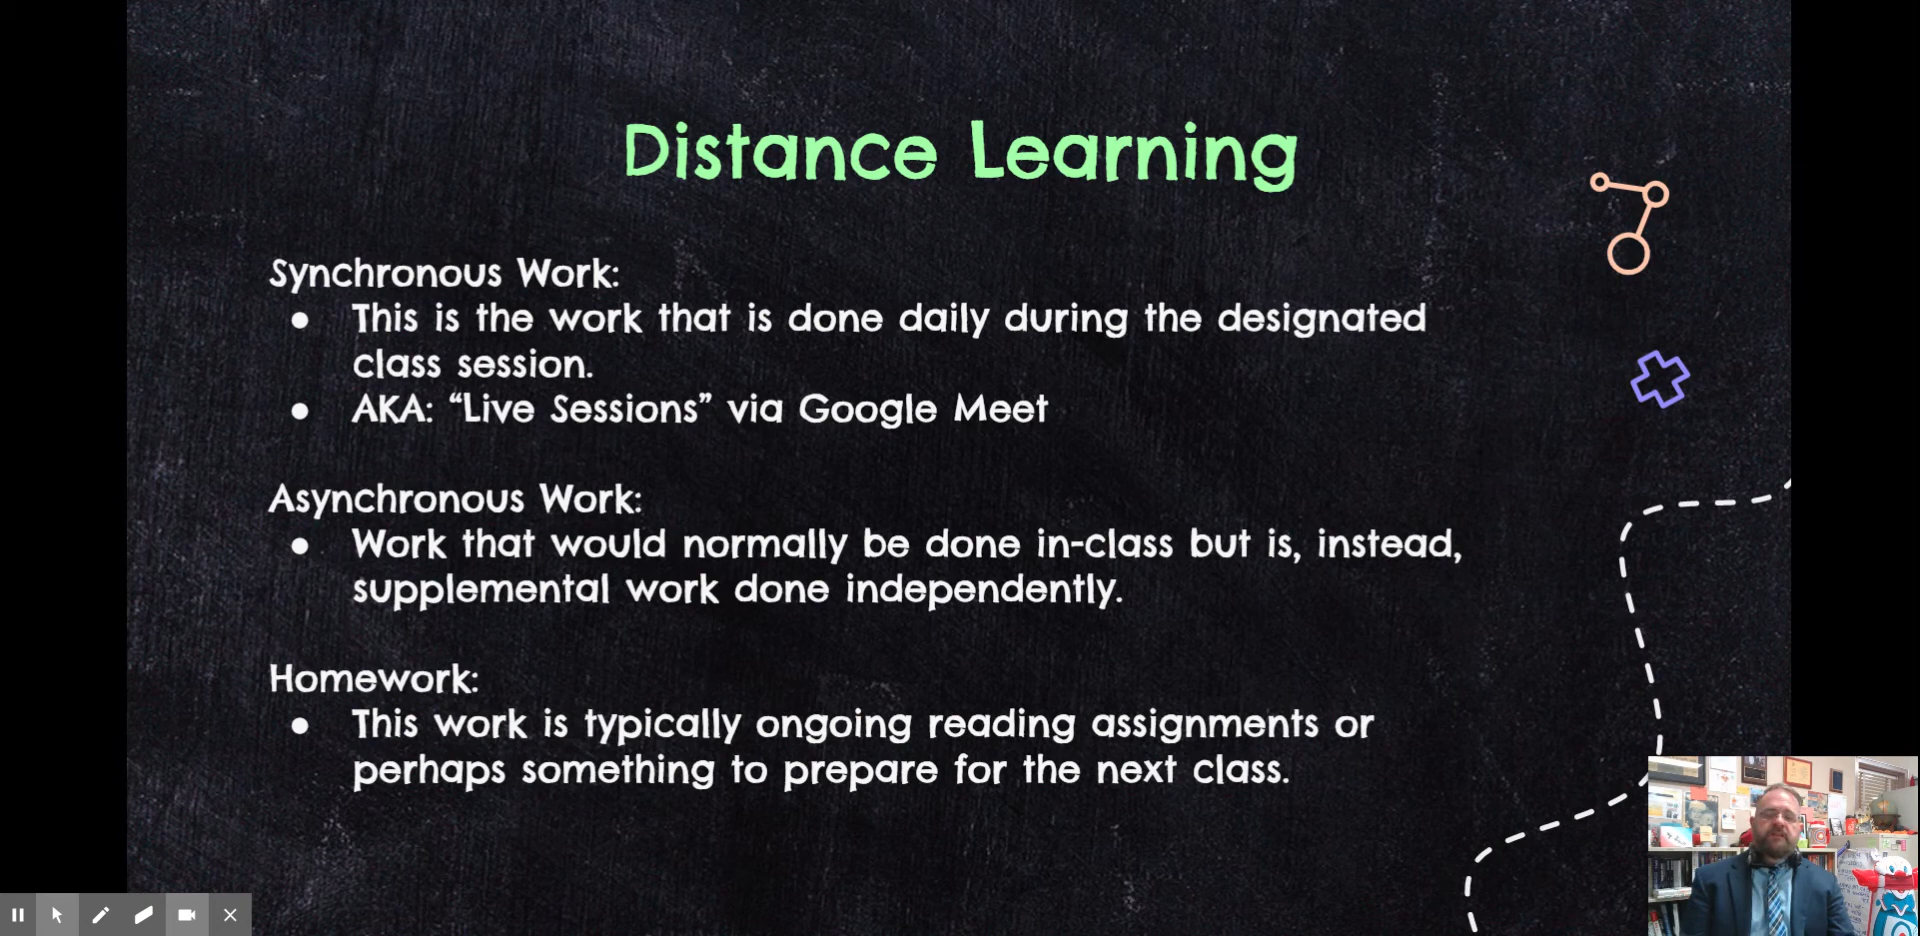 Distance Learning
Synchronous Work:
● This is the work that is done daily during the designated
class session.
● AKA: “Live Sessions” via Google Meet
Asynchronous Work:
● Work that would normally be done in-class but is, instead,
supplemental work done independently.
Homework:
● This work is typically ongoing reading assignments or
perhaps something to prepare for the next class.